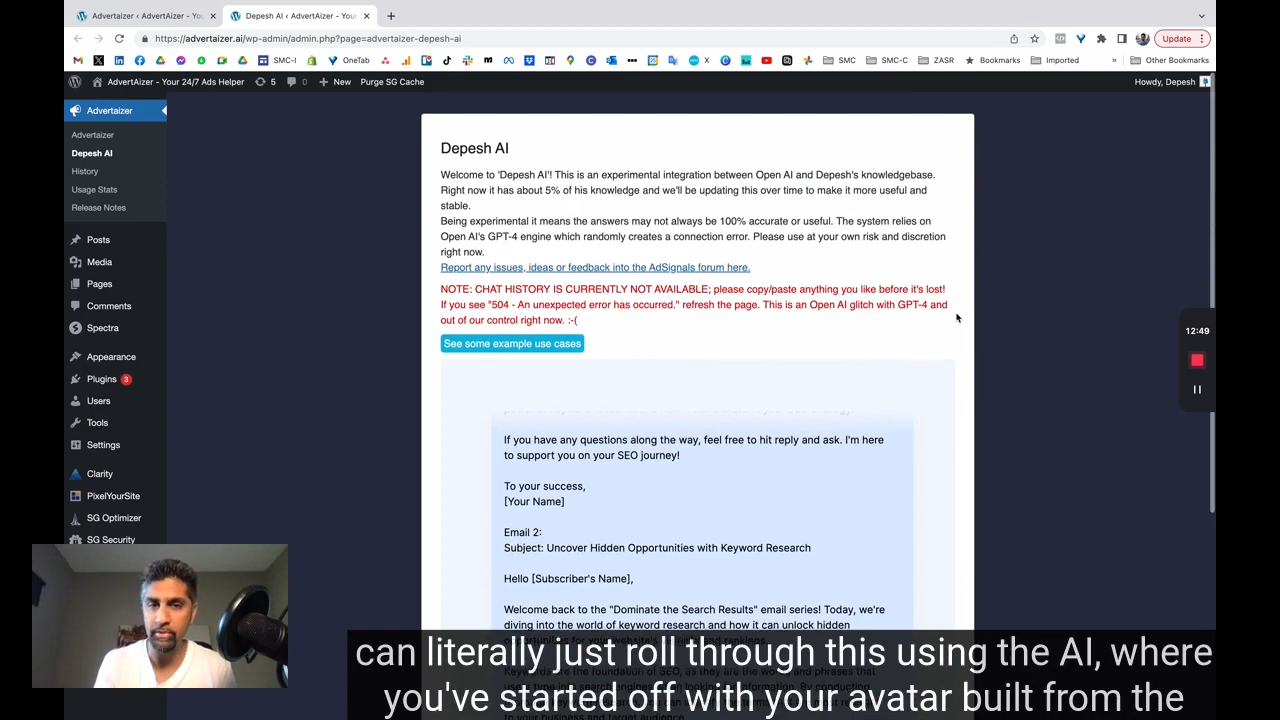 Advertaizer ‹ AdvertAizer - Yo
Depesh AI ‹ AdvertAizer - Your
https://advertaizer.ai/wp-admin/admin.php?page=advertaizer-depesh-ai
Update
SMC-I
OneTab
X
SMC
SMC-C
ZASR
Bookmarks
Imported
Other Bookmarks
AdvertAizer - Your 24/7 Ads Helper
5
0
New
Purge SG Cache
Howdy, Depesh
Advertaizer
Advertaizer
Depesh AI
History
Usage Stats
Release Notes
Posts
Media
Pages
Comments
Spectra
Appearance
Plugins 3
Users
Tools
Settings
Clarity
PixelYourSite
SG Optimizer
SG Security
Depesh AI
Welcome to 'Depesh AI'! This is an experimental integration between Open AI and Depesh's knowledgebase.
Right now it has about 5% of his knowledge and we'll be updating this over time to make it more useful and
stable.
Being experimental it means the answers may not always be 100% accurate or useful. The system relies on
Open AI's GPT-4 engine which randomly creates a connection error. Please use at your own risk and discretion
right now.
Report any issues, ideas or feedback into the AdSignals forum here.
NOTE: CHAT HISTORY IS CURRENTLY NOT AVAILABLE; please copy/paste anything you like before it's lost!
If you see "504 - An unexpected error has occurred." refresh the page. This is an Open AI glitch with GPT-4 and
out of our control right now. :-(
See some example use cases
If you have any questions along the way, feel free to hit reply and ask. I'm here
to support you on your SEO journey!
To your success,
[Your Name]
Email 2:
Subject: Uncover Hidden Opportunities with Keyword Research
Hello [Subscriber's Name],
Welcome back to the "Dominate the Search Results" email series! Today, we're
diving into the world of keyword research and how it can unlock hidden
12:49
can literally just roll through this using the AI, where
you've started off with your avatar built from the